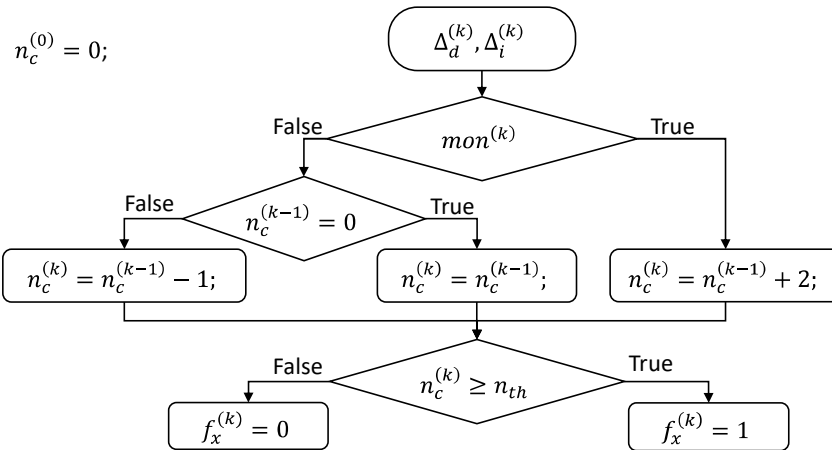 n_c^{(0)} = 0;
Δ_d^{(k)}, Δ_i^{(k)}
False
mon^{(k)}
True
False
n_c^{(k−1)} = 0
True
n_c^{(k)} = n_c^{(k−1)} − 1;
n_c^{(k)} = n_c^{(k−1)};
n_c^{(k)} = n_c^{(k−1)} + 2;
False
n_c^{(k)} ≥ n_{th}
True
f_x^{(k)} = 0
f_x^{(k)} = 1